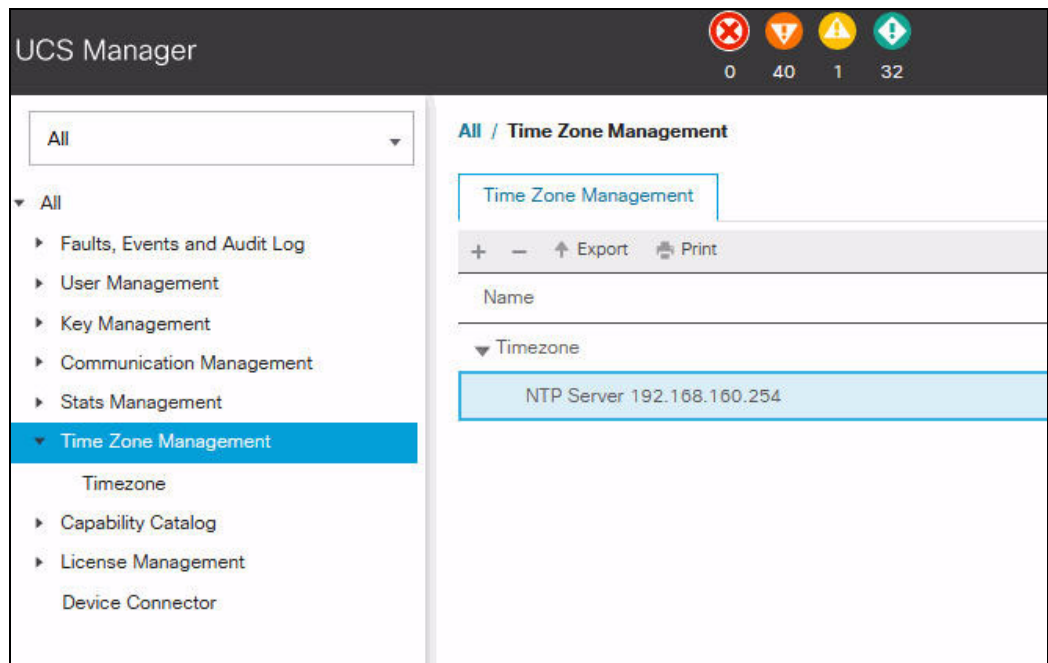 UCS Manager
0 40 1 32
All
All
Faults, Events and Audit Log
User Management
Key Management
Communication Management
Stats Management
Time Zone Management
Timezone
Capability Catalog
License Management
Device Connector
All / Time Zone Management
Time Zone Management
+ − Export Print
Name
Timezone
NTP Server 192.168.160.254